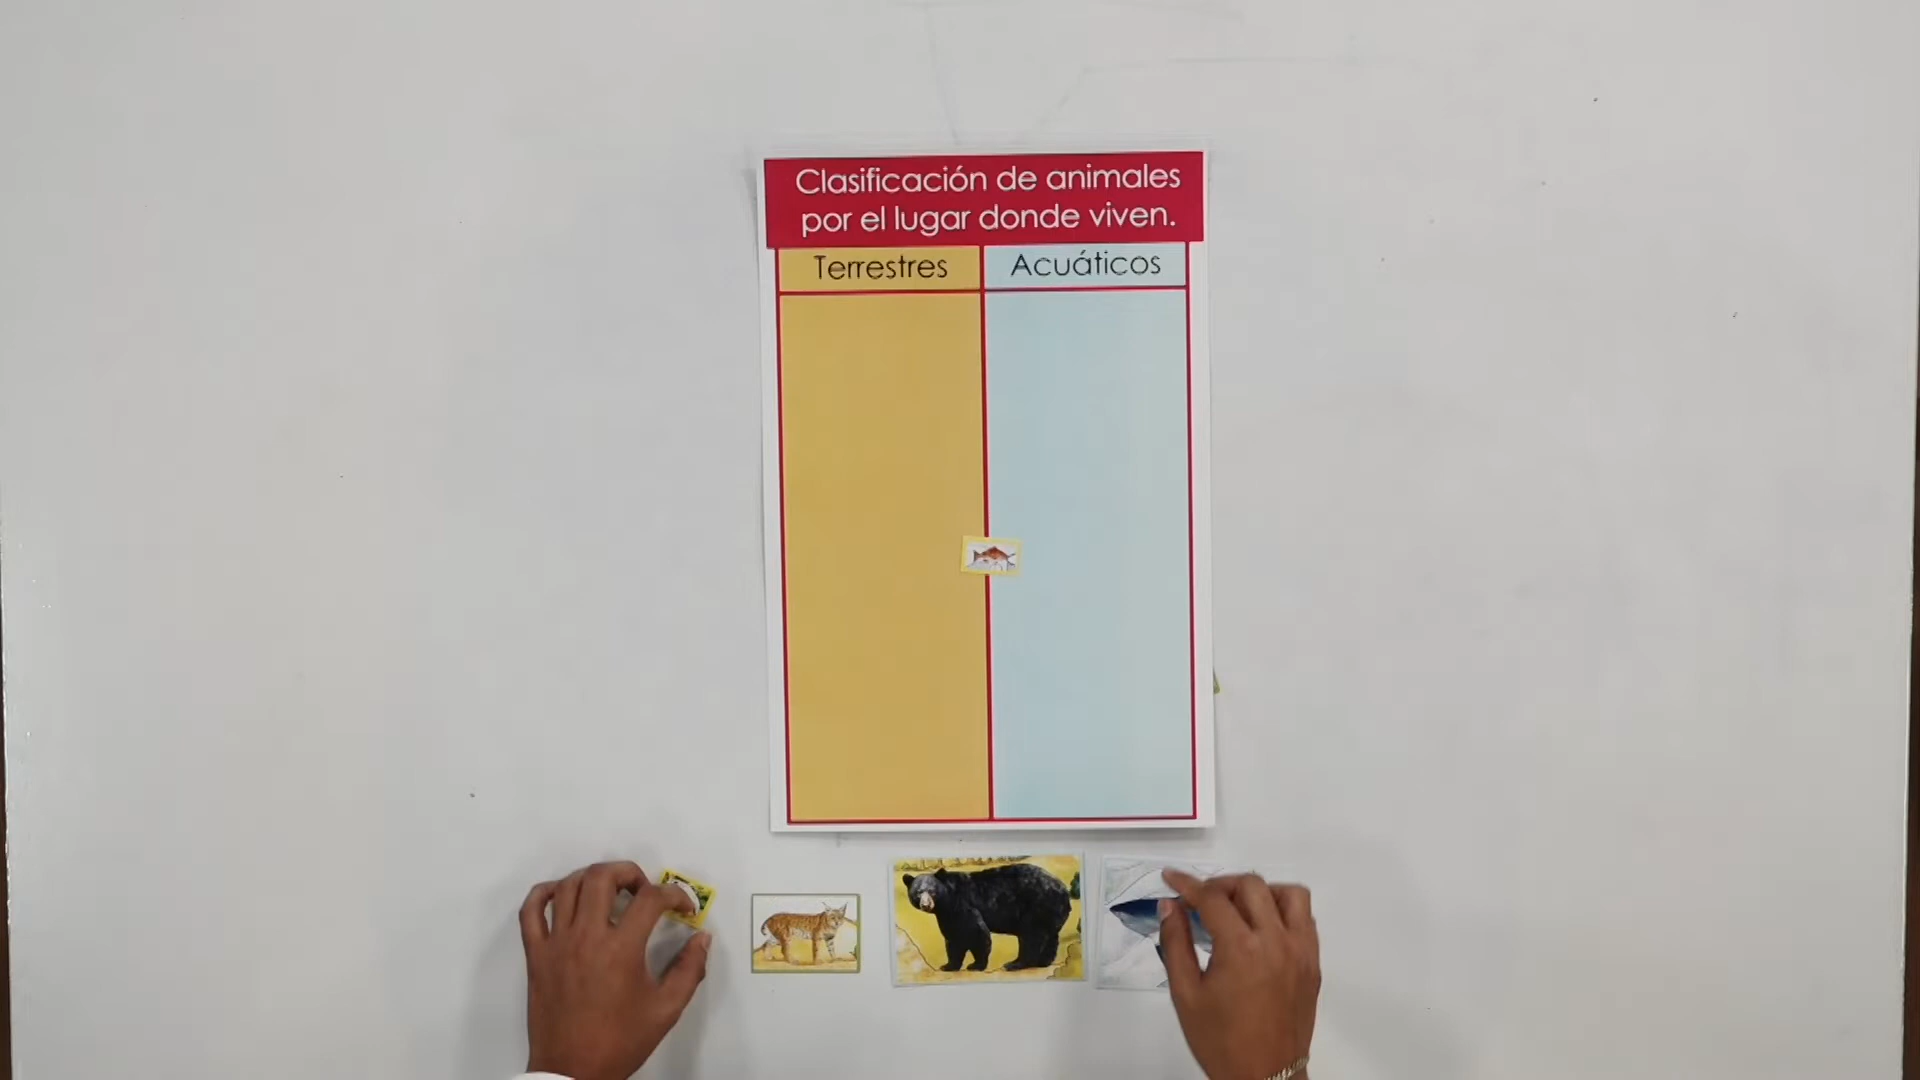 Clasificación de animales
por el lugar donde viven.
Terrestres
Acuáticos